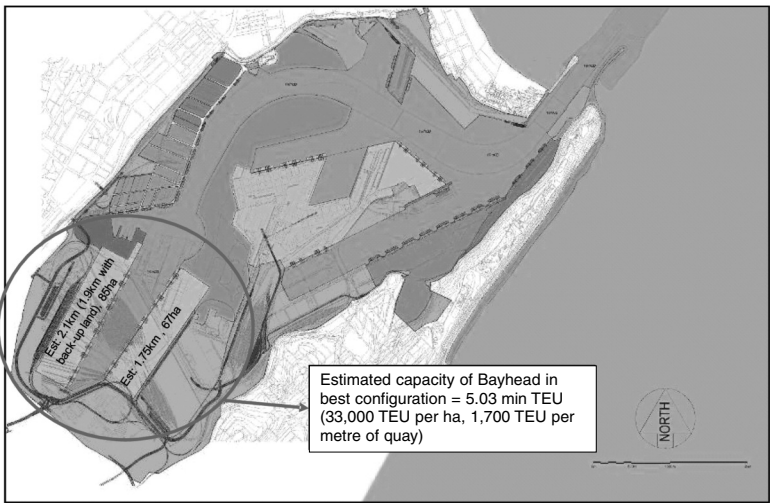 Est: 2.1km (1.9km with
back-up land), 85ha
Est: 1.75km , 67ha
Estimated capacity of Bayhead in
best configuration = 5.03 min TEU
(33,000 TEU per ha, 1,700 TEU per
metre of quay)
NORTH